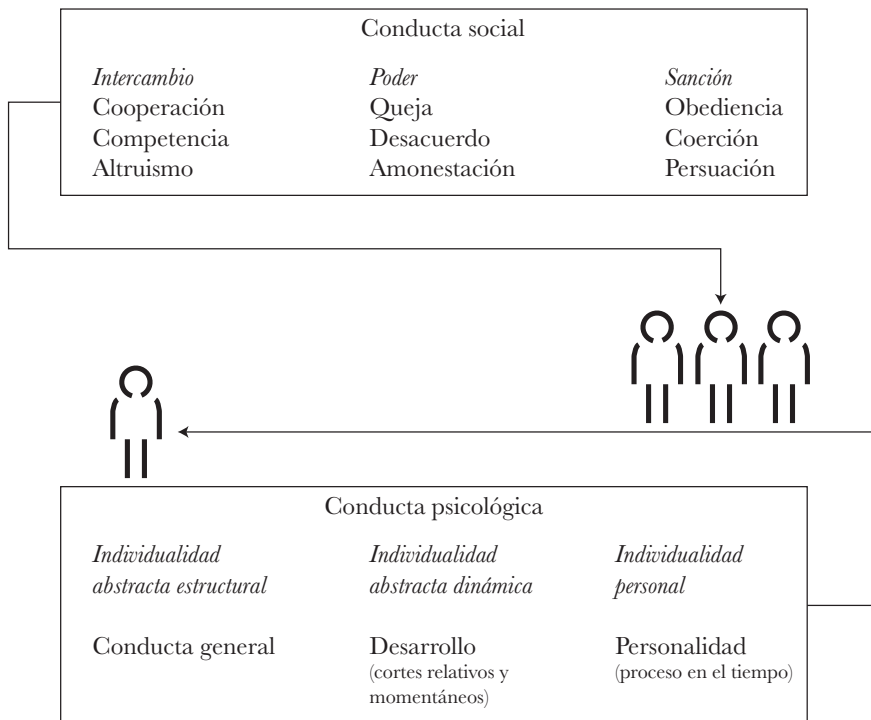 Conducta social
Intercambio Poder Sanción
Cooperación Queja Obediencia
Competencia Desacuerdo Coerción
Altruismo Amonestación Persuación
Conducta psicológica
Individualidad Individualidad Individualidad
abstracta estructural abstracta dinámica personal
Conducta general Desarrollo Personalidad
(cortes relativos y (proceso en el tiempo)
momentáneos)